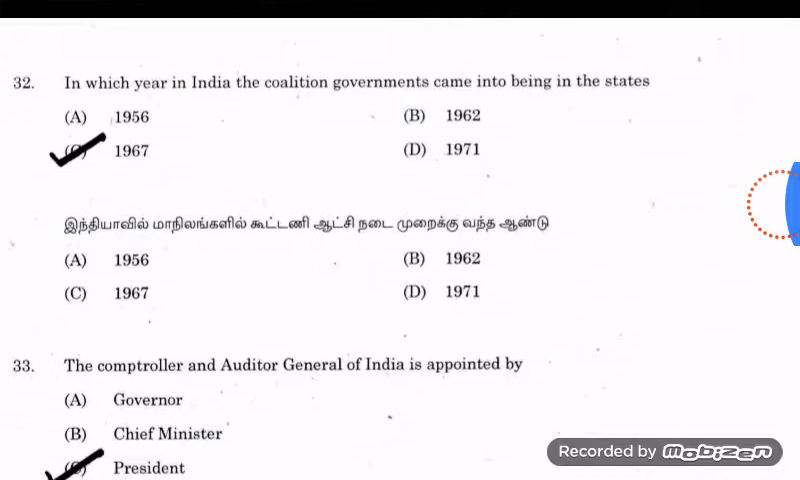 32. In which year in India the coalition governments came into being in the states
(A) 1956 (B) 1962
1967 (D) 1971
இந்தியாவில் மாநிலங்களில் கூட்டணி ஆட்சி நடை முறைக்கு வந்த ஆண்டு
(A) 1956 (B) 1962
(C) 1967 (D) 1971
33. The comptroller and Auditor General of India is appointed by
(A) Governor
(B) Chief Minister
President
Recorded by mobizen